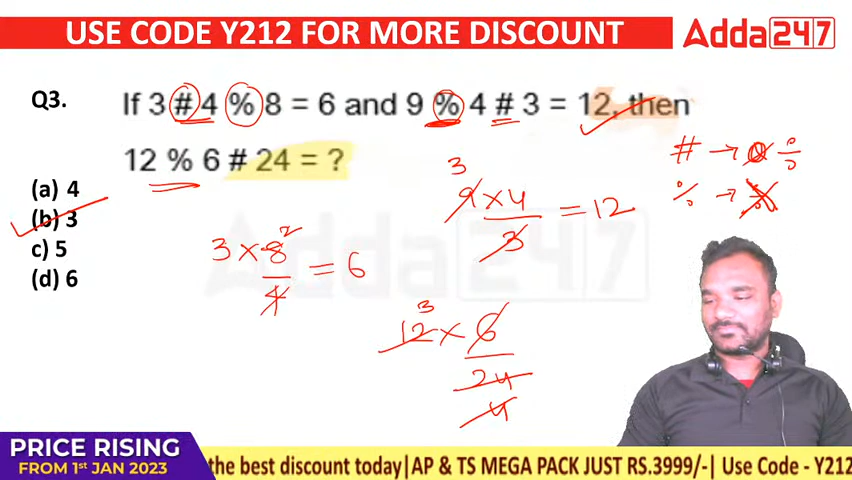 USE CODE Y212 FOR MORE DISCOUNT
Adda247
Q3.
If 3 # 4 % 8 = 6 and 9 % 4 # 3 = 12, then
12 % 6 # 24 = ?
(a) 4
(b) 3
c) 5
(d) 6
# → ÷
% →
3
9 × 4
3
= 12
2
3 × 8
4
= 6
3
12 × 6
24
4
Adda247
PRICE RISING
FROM 1ST JAN 2023
the best discount today|AP & TS MEGA PACK JUST RS.3999/-| Use Code - Y212